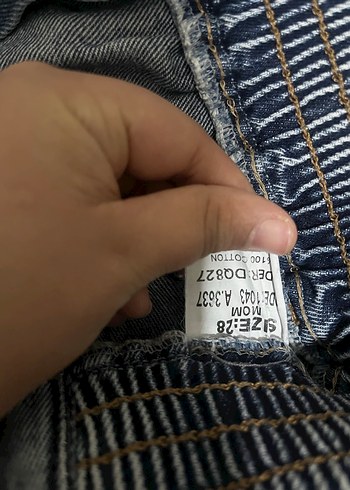 SIZE:28
MOM
DE:1043 A.3637
DER:DQ827
%100 COTTON